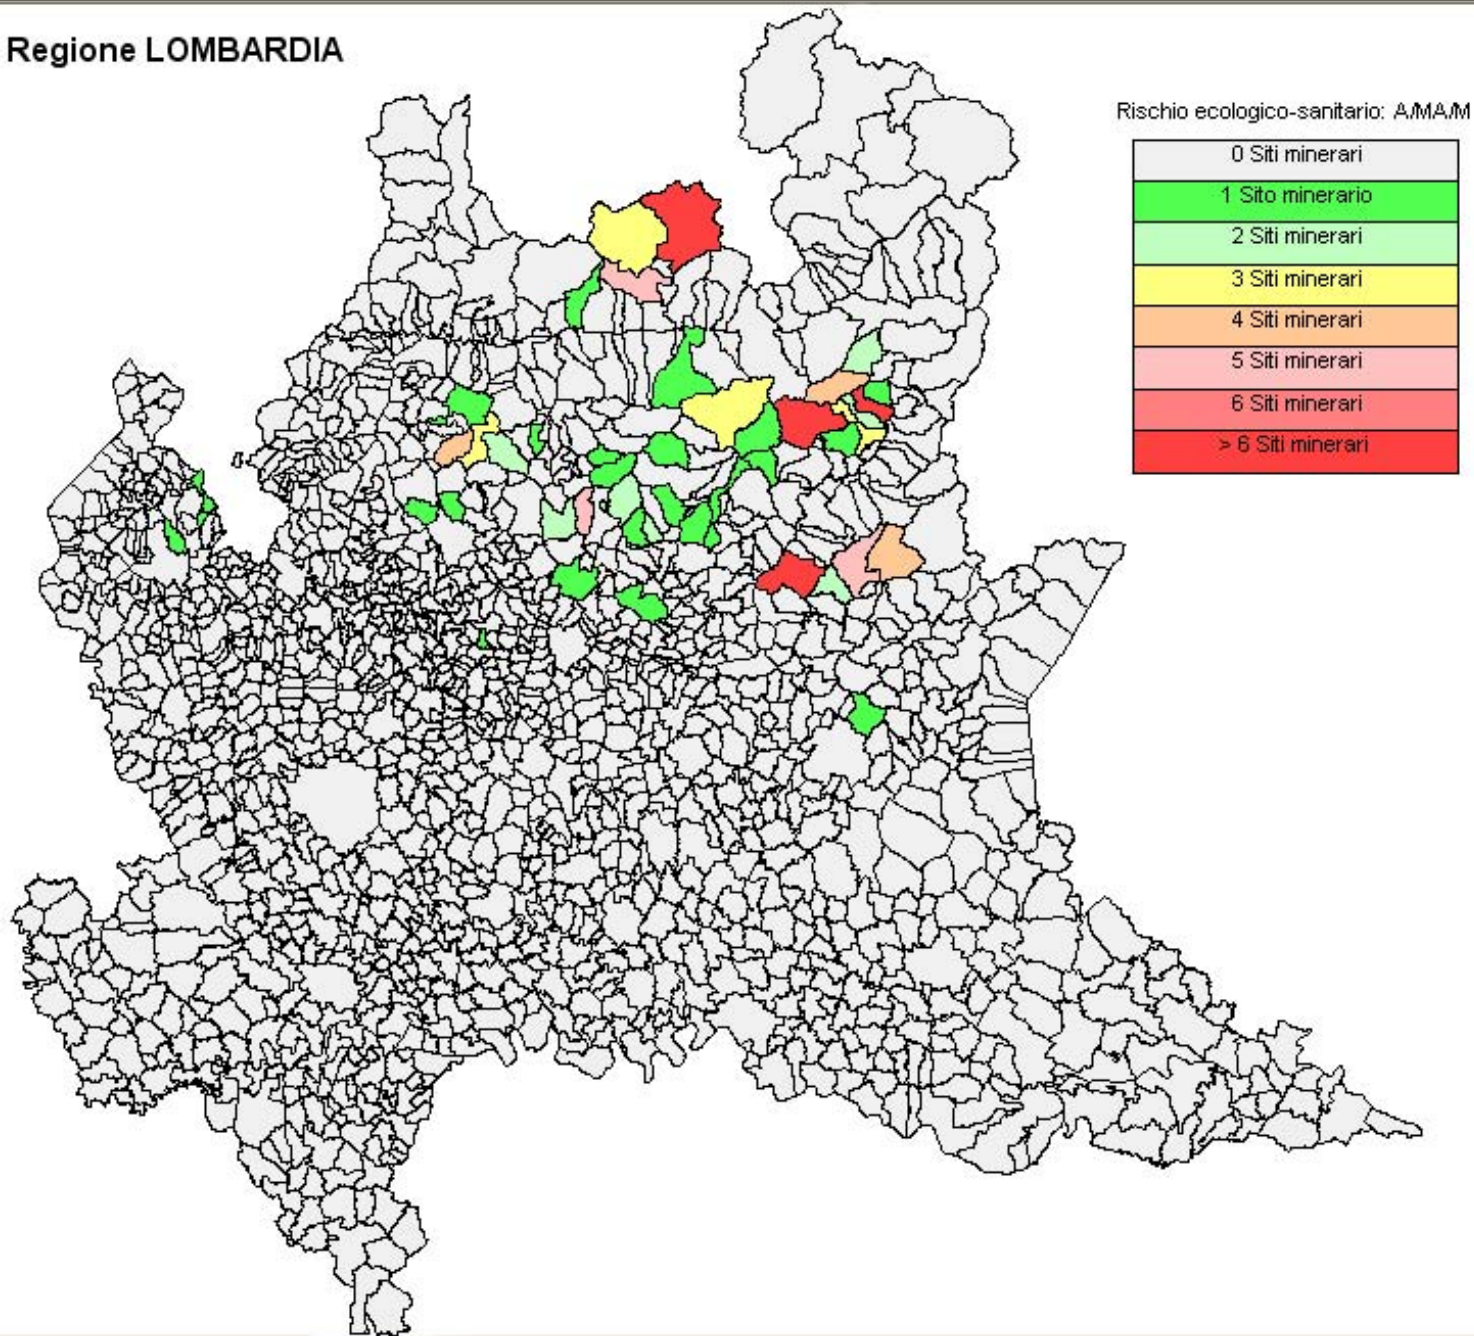 Regione LOMBARDIA
Rischio ecologico-sanitario: A/MA/M
0 Siti minerari
1 Sito minerario
2 Siti minerari
3 Siti minerari
4 Siti minerari
5 Siti minerari
6 Siti minerari
> 6 Siti minerari